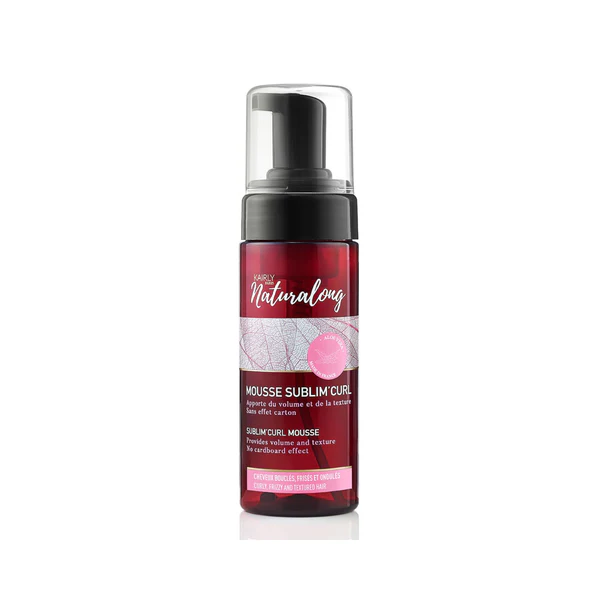 KAIRLY
Naturalong
MOUSSE SUBLIM'CURL
Apporte du volume et de la texture
Sans effet carton
SUBLIM'CURL MOUSSE
Provides volume and texture
No cardboard effect
CHEVEUX BOUCLÉS, FRISÉS ET ONDULÉS
CURLY, FRIZZY AND TEXTURED HAIR